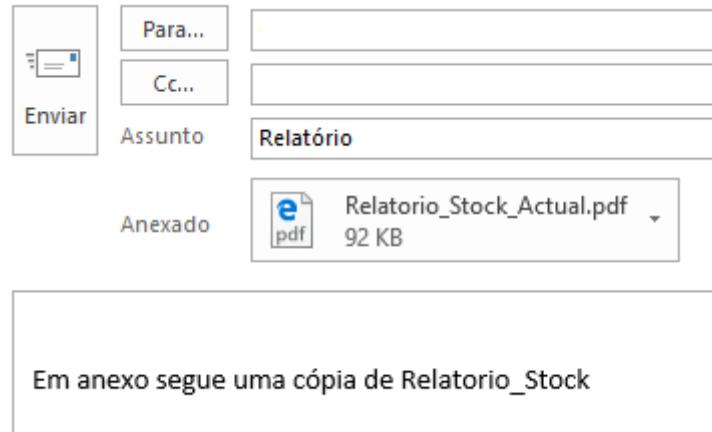 Para...
Cc...
Enviar
Assunto
Relatório
Anexado
pdf
Relatorio_Stock_Actual.pdf
92 KB
Em anexo segue uma cópia de Relatorio_Stock